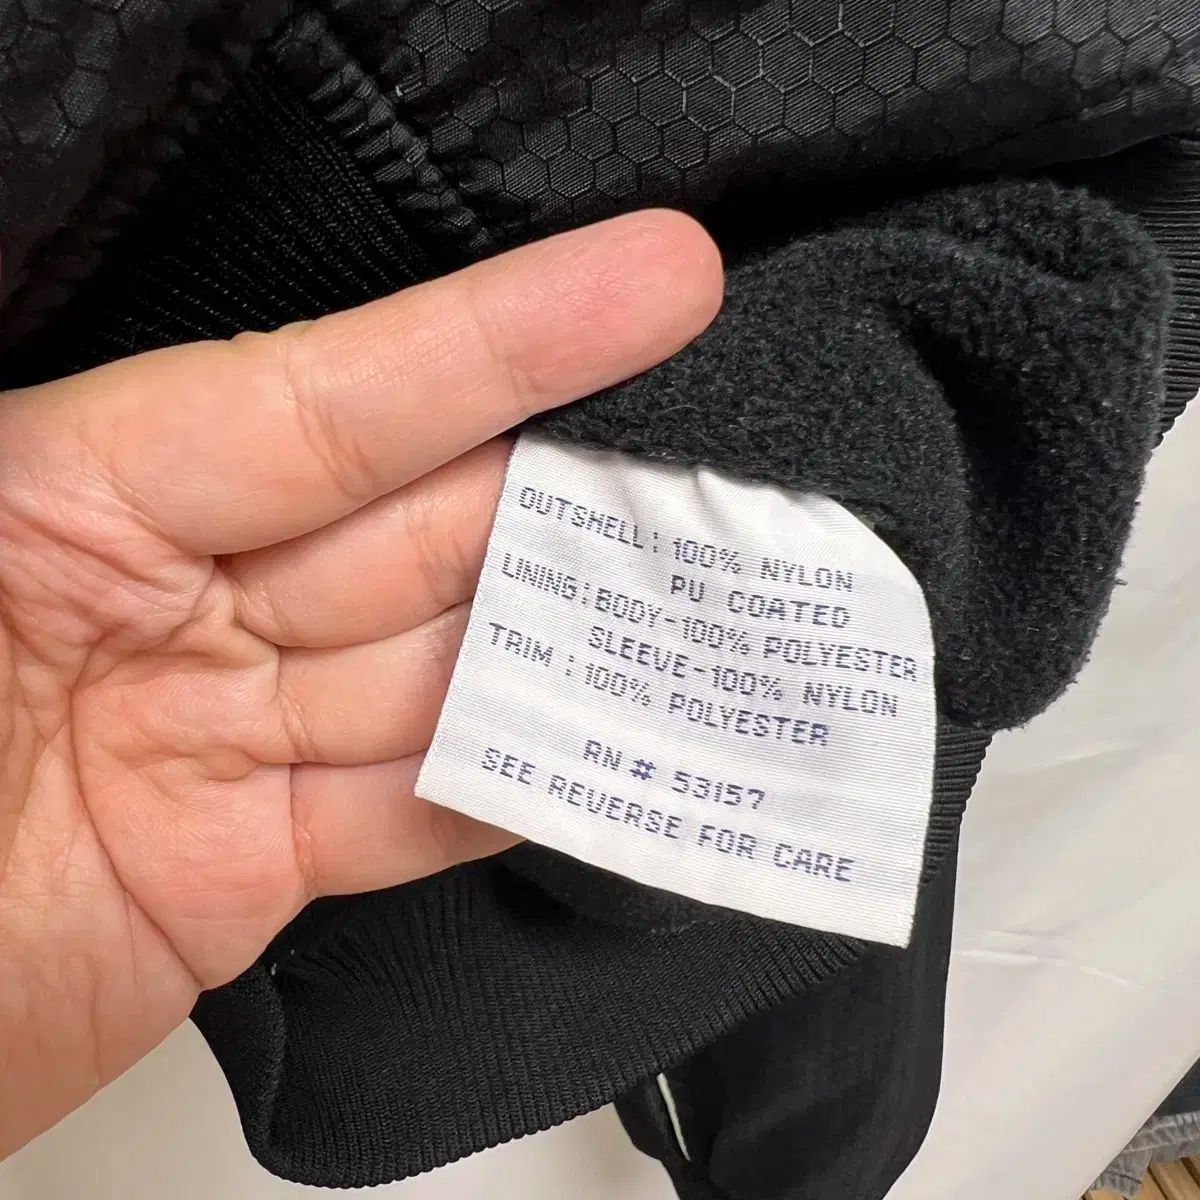 OUTSHELL: 100% NYLON
PU COATED
LINING: BODY-100% POLYESTER
SLEEVE-100% NYLON
TRIM : 100% POLYESTER
RN # 53157
SEE REVERSE FOR CARE